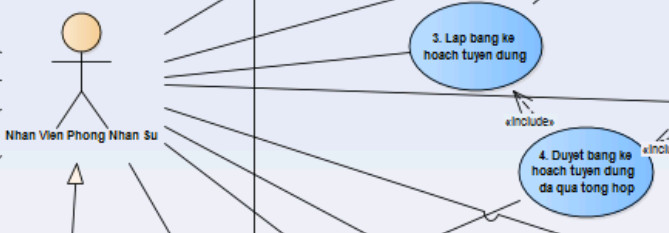 3. Lap bang ke
hoach tuyen dung
«include»
Nhan Vien Phong Nhan Su
4. Duyet bang ke
hoach tuyen dung
da qua tong hop
«inclu